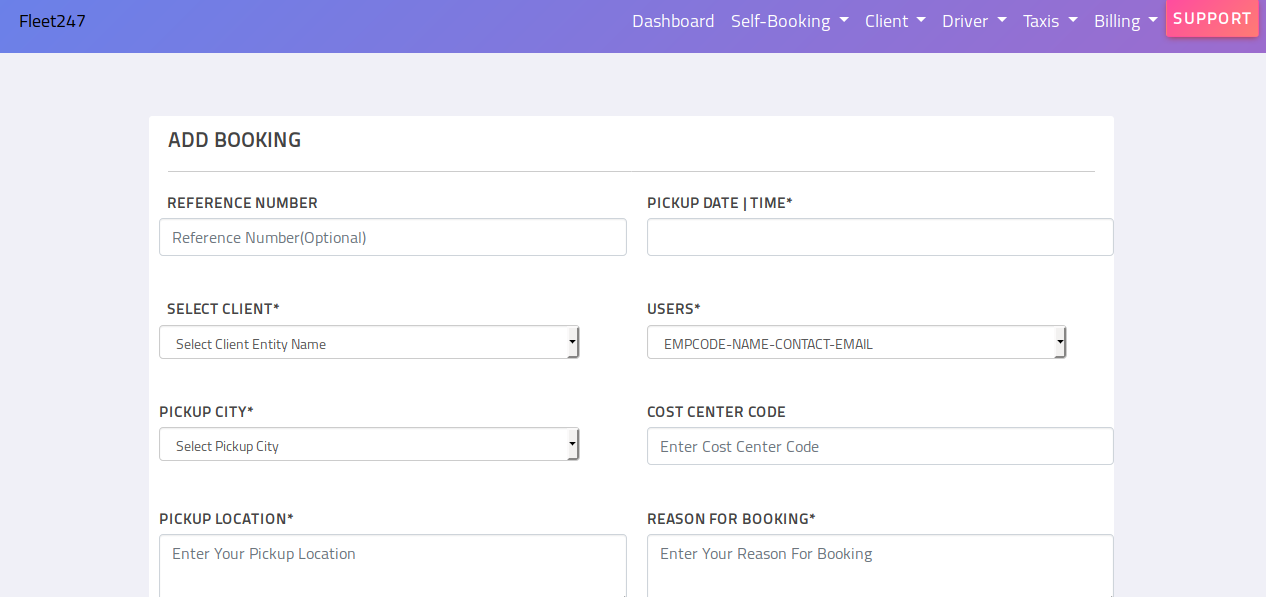 Fleet247 Dashboard Self-Booking Client Driver Taxis Billing SUPPORT
ADD BOOKING
REFERENCE NUMBER PICKUP DATE | TIME*
Reference Number(Optional)
SELECT CLIENT* USERS*
Select Client Entity Name EMPCODE-NAME-CONTACT-EMAIL
PICKUP CITY* COST CENTER CODE
Select Pickup City Enter Cost Center Code
PICKUP LOCATION* REASON FOR BOOKING*
Enter Your Pickup Location Enter Your Reason For Booking